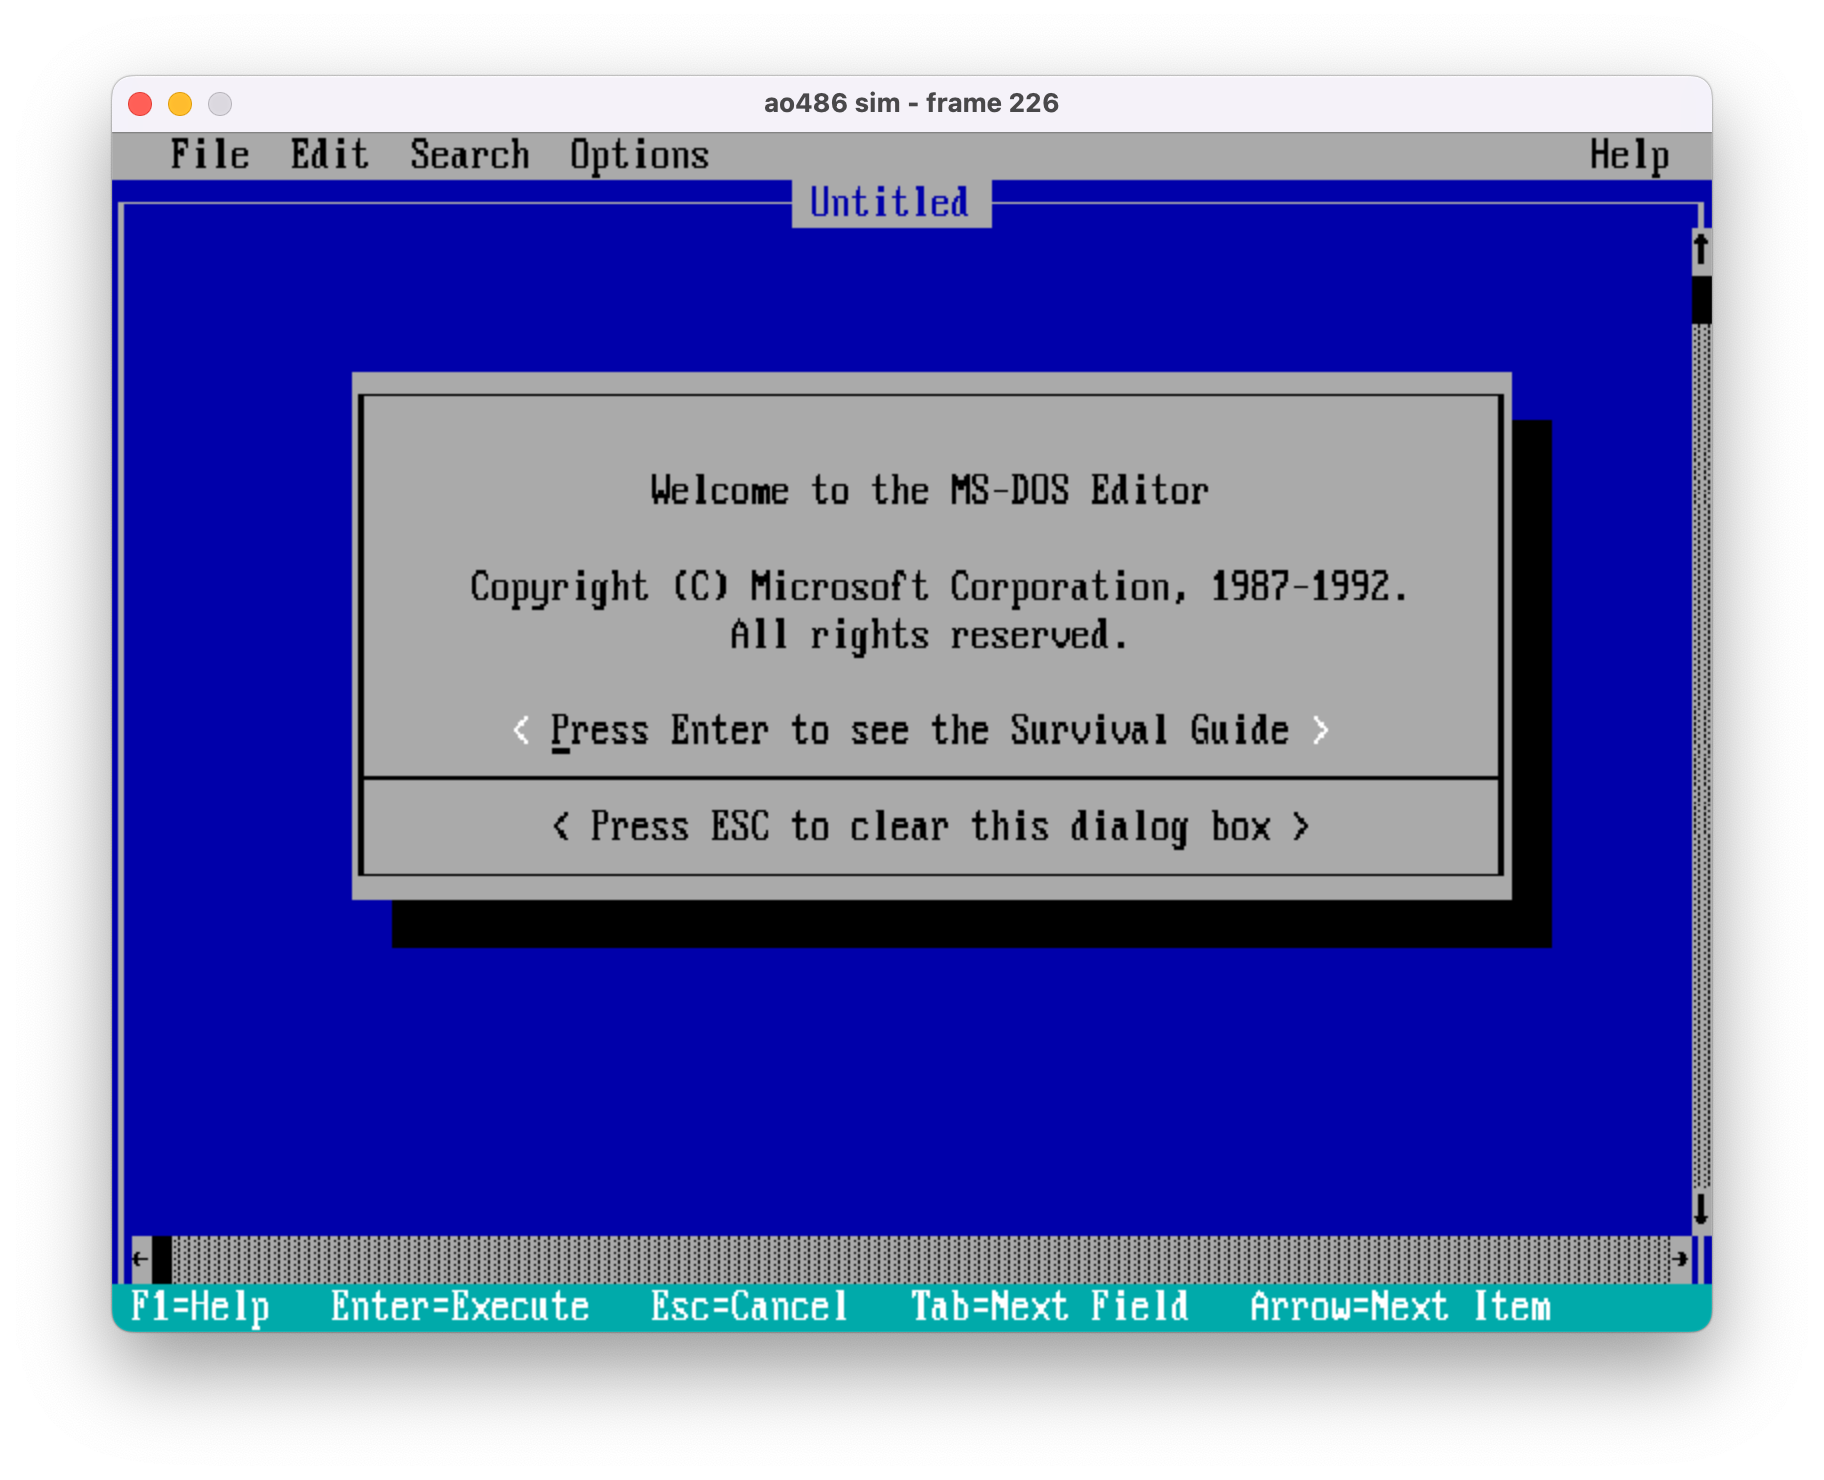 ao486 sim - frame 226
File Edit Search Options Help
Untitled
Welcome to the MS-DOS Editor
Copyright (C) Microsoft Corporation, 1987-1992.
All rights reserved.
< Press Enter to see the Survival Guide >
< Press ESC to clear this dialog box >
F1=Help Enter=Execute Esc=Cancel Tab=Next Field Arrow=Next Item